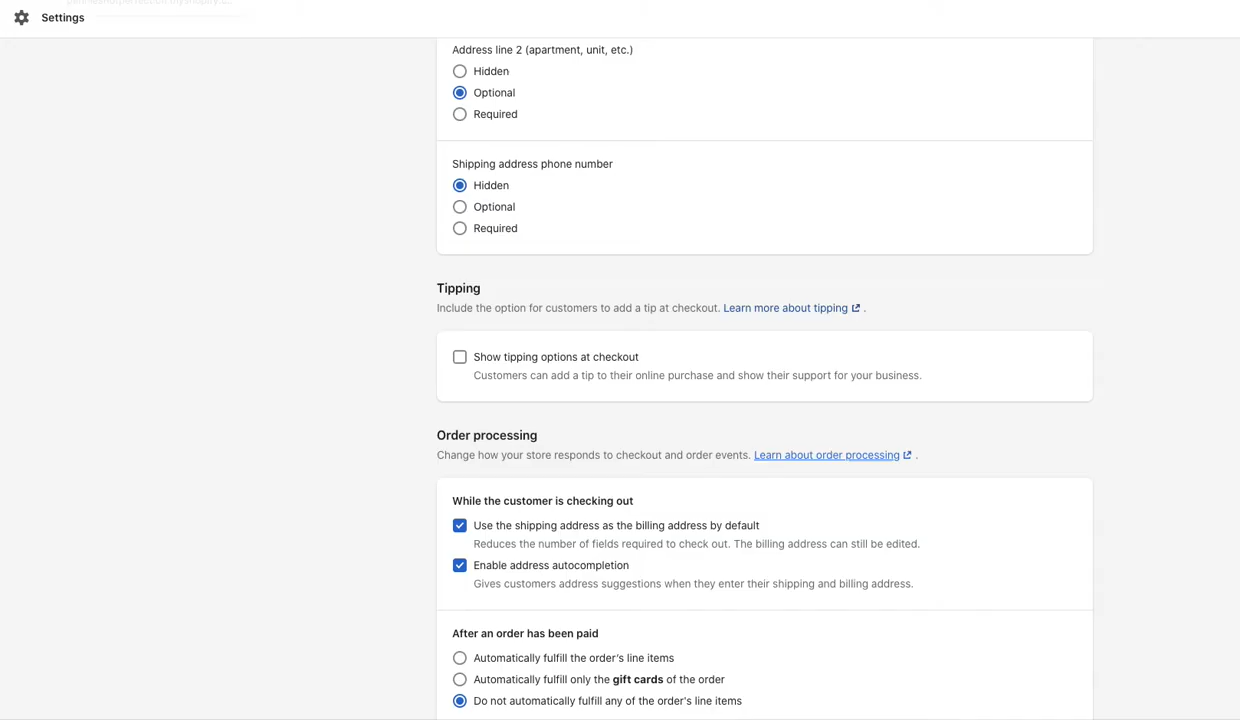 Settings
Address line 2 (apartment, unit, etc.)
Hidden
Optional
Required
Shipping address phone number
Hidden
Optional
Required
Tipping
Include the option for customers to add a tip at checkout. Learn more about tipping .
Show tipping options at checkout
Customers can add a tip to their online purchase and show their support for your business.
Order processing
Change how your store responds to checkout and order events. Learn about order processing .
While the customer is checking out
Use the shipping address as the billing address by default
Reduces the number of fields required to check out. The billing address can still be edited.
Enable address autocompletion
Gives customers address suggestions when they enter their shipping and billing address.
After an order has been paid
Automatically fulfill the order's line items
Automatically fulfill only the gift cards of the order
Do not automatically fulfill any of the order's line items